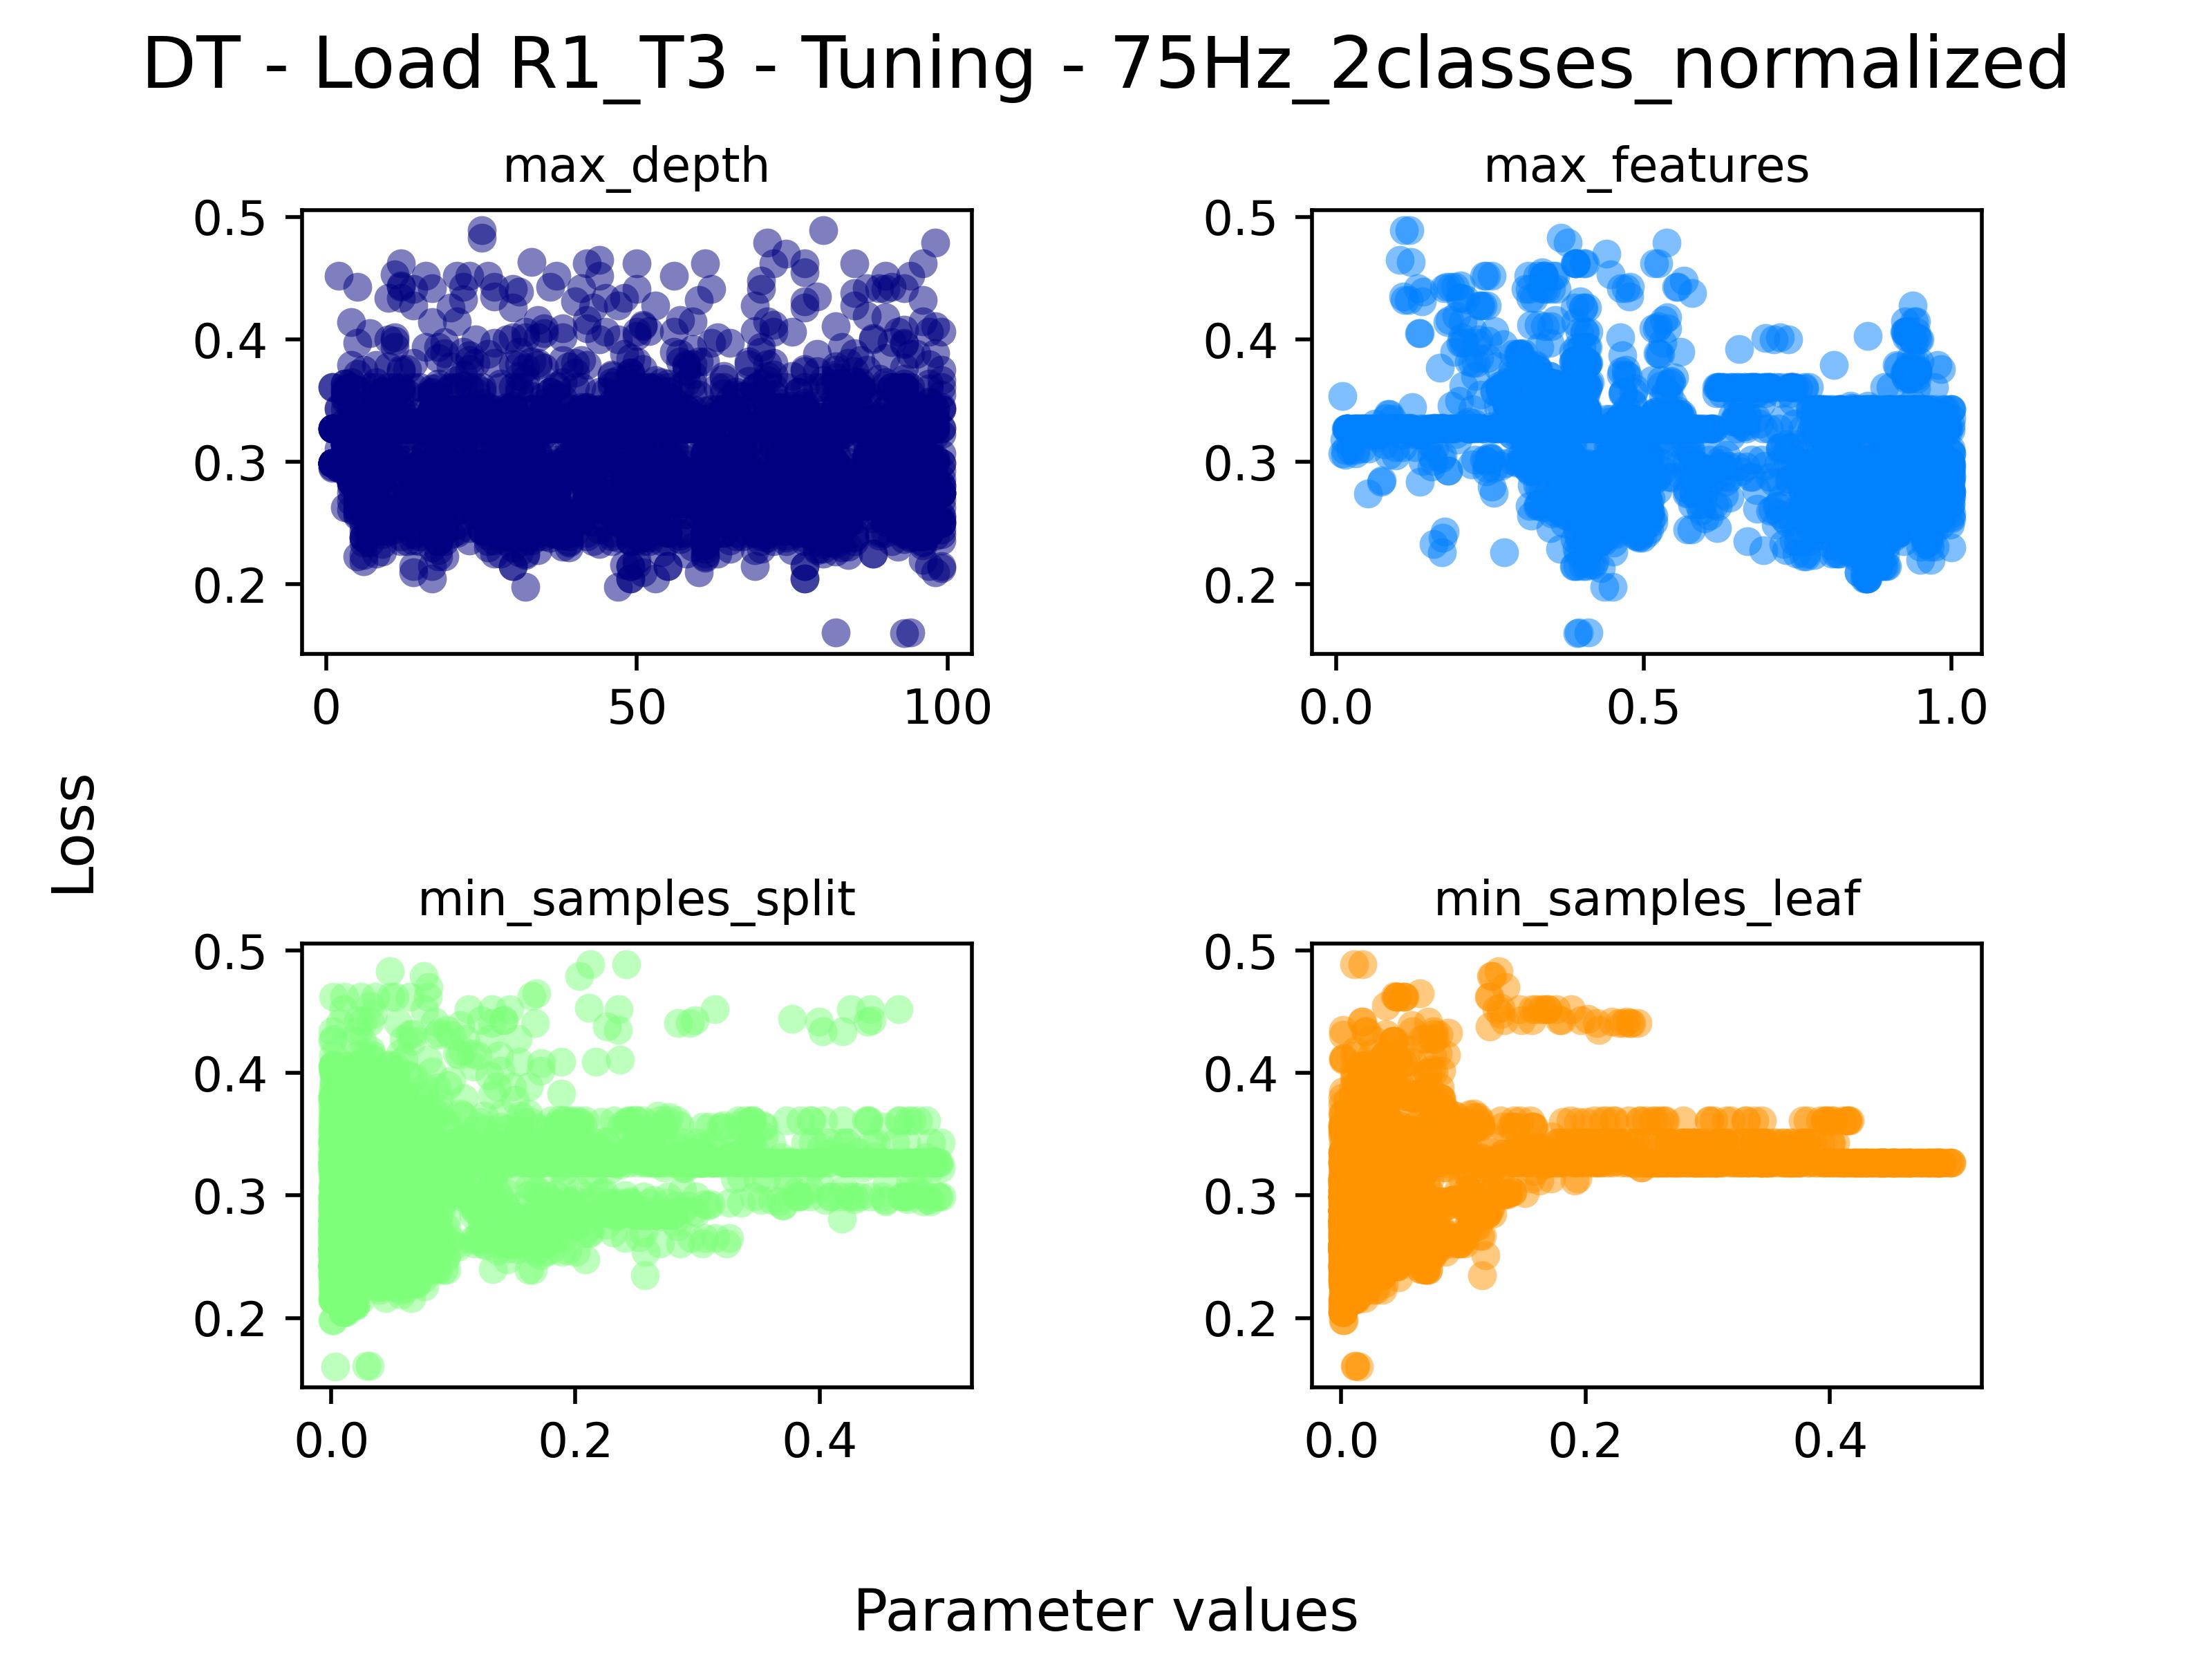 DT - Load R1_T3 - Tuning - 75Hz_2classes_normalized
max_depth
0.5
0.4
0.3
0.2
0 50 100
max_features
0.5
0.4
0.3
0.2
0.0 0.5 1.0
Loss
min_samples_split
0.5
0.4
0.3
0.2
0.0 0.2 0.4
min_samples_leaf
0.5
0.4
0.3
0.2
0.0 0.2 0.4
Parameter values